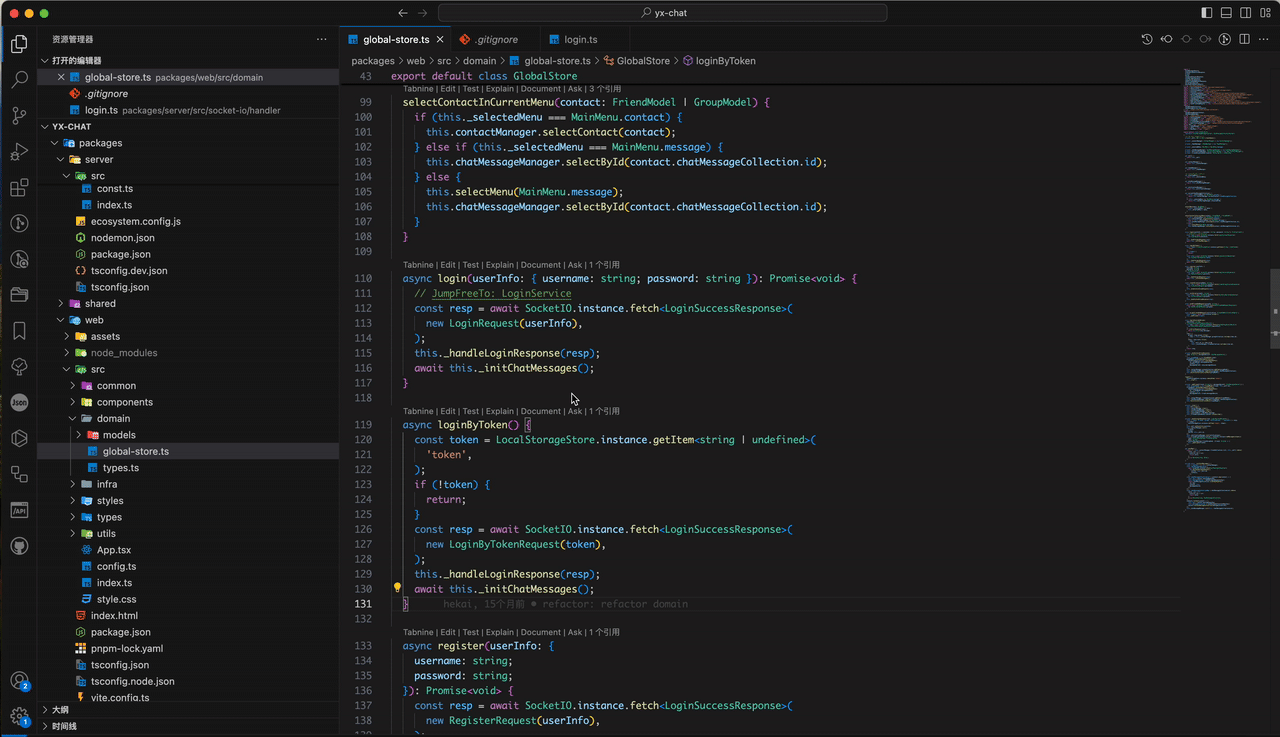 yx-chat
资源管理器
打开的编辑器
global-store.ts packages/web/src/domain
.gitignore
login.ts packages/server/src/socket-io/handler
YX-CHAT
packages
server
src
const.ts
index.ts
ecosystem.config.js
nodemon.json
package.json
tsconfig.dev.json
tsconfig.json
shared
web
assets
node_modules
src
common
components
domain
models
global-store.ts
types.ts
infra
styles
types
utils
App.tsx
config.ts
index.ts
style.css
index.html
package.json
pnpm-lock.yaml
tsconfig.json
tsconfig.node.json
vite.config.ts
大纲
时间线
Json
/API
2
1
global-store.ts
.gitignore
login.ts
packages > web > src > domain > global-store.ts > GlobalStore > loginByToken
43 export default class GlobalStore
Tabnine | Edit | Test | Explain | Document | Ask | 3 个引用
99 selectContactInCurrentMenu(contact: FriendModel | GroupModel) {
100 if (this._selectedMenu === MainMenu.contact) {
101 this.contactManager.selectContact(contact);
102 } else if (this._selectedMenu === MainMenu.message) {
103 this.chatMessageManager.selectById(contact.chatMessageCollection.id);
104 } else {
105 this.selectMenu(MainMenu.message);
106 this.chatMessageManager.selectById(contact.chatMessageCollection.id);
107 }
108 }
109
Tabnine | Edit | Test | Explain | Document | Ask | 1 个引用
110 async login(userInfo: { username: string; password: string }): Promise<void> {
111 // JumpFreeTo: LoginService
112 const resp = await SocketIO.instance.fetch<LoginSuccessResponse>(
113 new LoginRequest(userInfo),
114 );
115 this._handleLoginResponse(resp);
116 await this._initChatMessages();
117 }
118
Tabnine | Edit | Test | Explain | Document | Ask | 1 个引用
119 async loginByToken() {
120 const token = LocalStorageStore.instance.getItem<string | undefined>(
121 'token',
122 );
123 if (!token) {
124 return;
125 }
126 const resp = await SocketIO.instance.fetch<LoginSuccessResponse>(
127 new LoginByTokenRequest(token),
128 );
129 this._handleLoginResponse(resp);
130 await this._initChatMessages();
131 } hekai, 15个月前 • refactor: refactor domain
132
Tabnine | Edit | Test | Explain | Document | Ask | 1 个引用
133 async register(userInfo: {
134 username: string;
135 password: string;
136 }): Promise<void> {
137 const resp = await SocketIO.instance.fetch<LoginSuccessResponse>(
138 new RegisterRequest(userInfo),